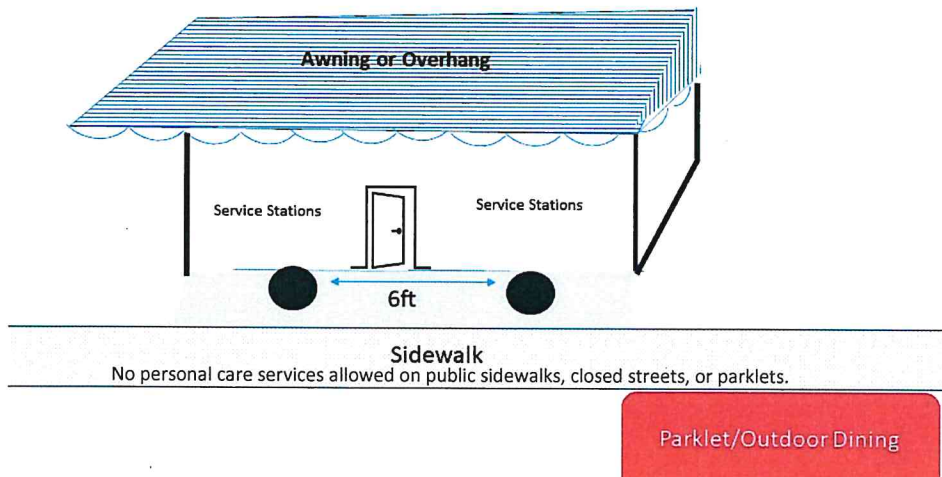 Awning or Overhang
Service Stations
Service Stations
6ft
Sidewalk
No personal care services allowed on public sidewalks, closed streets, or parklets.
Parklet/Outdoor Dining